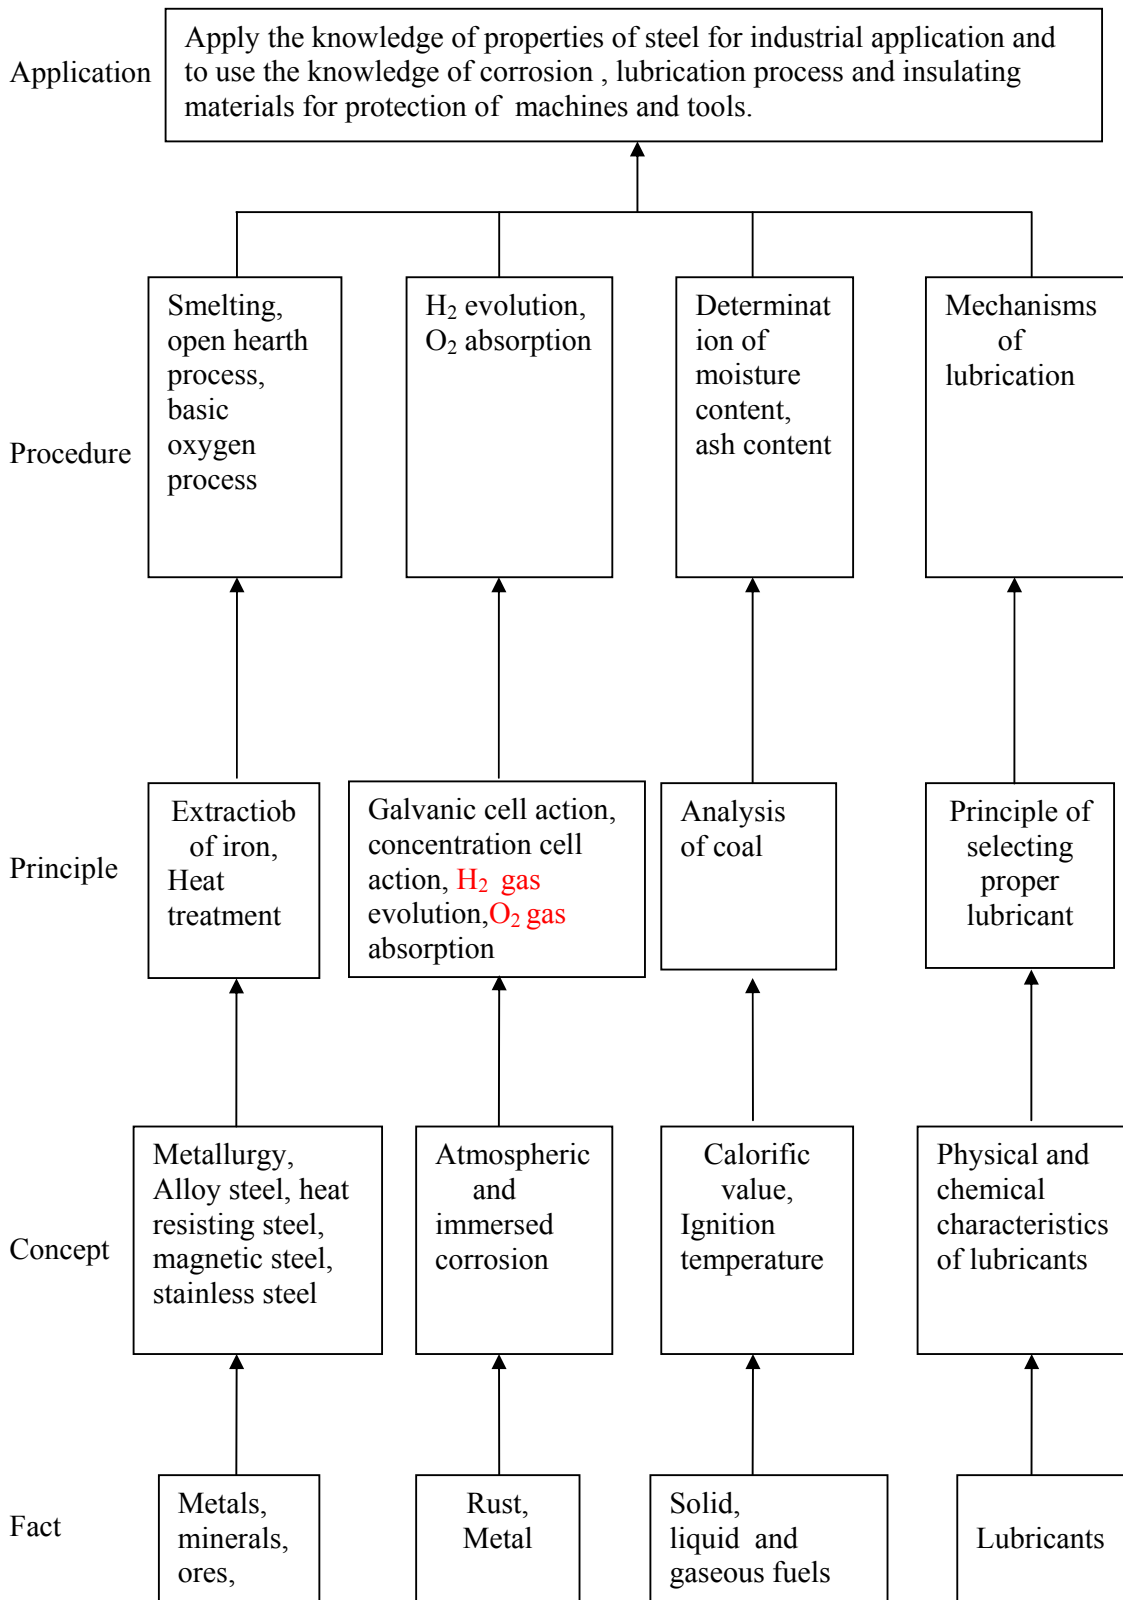 Application
Apply the knowledge of properties of steel for industrial application and
to use the knowledge of corrosion , lubrication process and insulating
materials for protection of machines and tools.
Procedure
Smelting,
open hearth
process,
basic
oxygen
process
H₂ evolution,
O₂ absorption
Determinat
ion of
moisture
content,
ash content
Mechanisms
of
lubrication
Principle
Extractiob
of iron,
Heat
treatment
Galvanic cell action,
concentration cell
action, H₂ gas
evolution,O₂ gas
absorption
Analysis
of coal
Principle of
selecting
proper
lubricant
Concept
Metallurgy,
Alloy steel, heat
resisting steel,
magnetic steel,
stainless steel
Atmospheric
and
immersed
corrosion
Calorific
value,
Ignition
temperature
Physical and
chemical
characteristics
of lubricants
Fact
Metals,
minerals,
ores,
Rust,
Metal
Solid,
liquid and
gaseous fuels
Lubricants